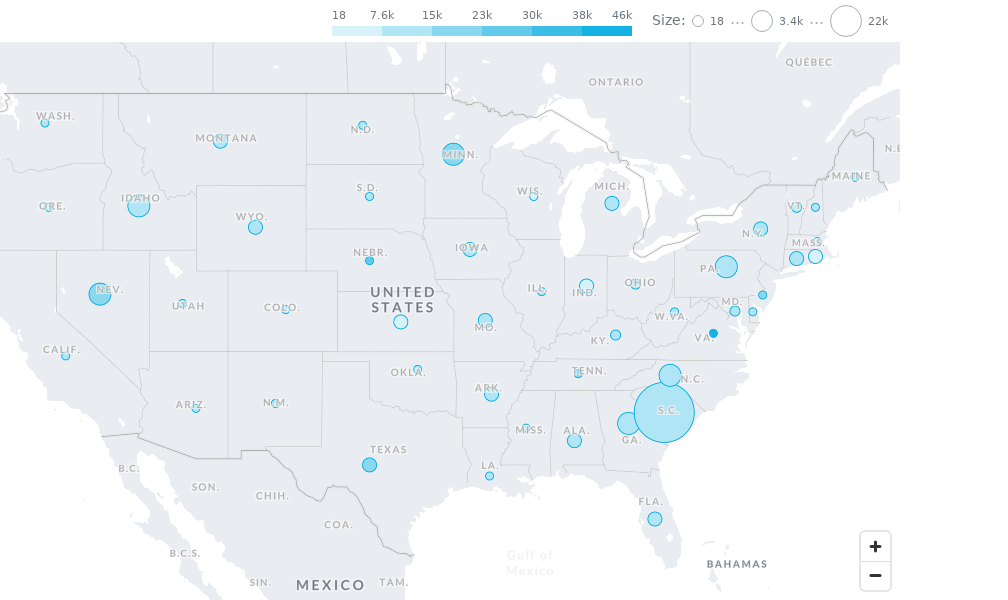 18 7.6k 15k 23k 30k 38k 46k
Size: 18 ... 3.4k ... 22k
QUÉBEC
ONTARIO
WASH.
MONTANA
N.D.
MINN.
N.B
MAINE
ORE.
IDAHO
WYO.
S.D.
WIS.
MICH.
VT.
N.Y.
MASS.
NEBR.
IOWA
PA.
NEV.
UTAH
COLO.
UNITED
STATES
ILL.
IND.
OHIO
MD.
W.VA.
VA.
CALIF.
MO.
KY.
OKLA.
TENN.
N.C.
ARIZ.
N.M.
ARK.
S.C.
MISS.
ALA.
GA.
TEXAS
LA.
FLA.
B.C.
SON.
CHIH.
COA.
B.C.S.
SIN.
MEXICO
TAM.
Gulf of
Mexico
BAHAMAS
+
−